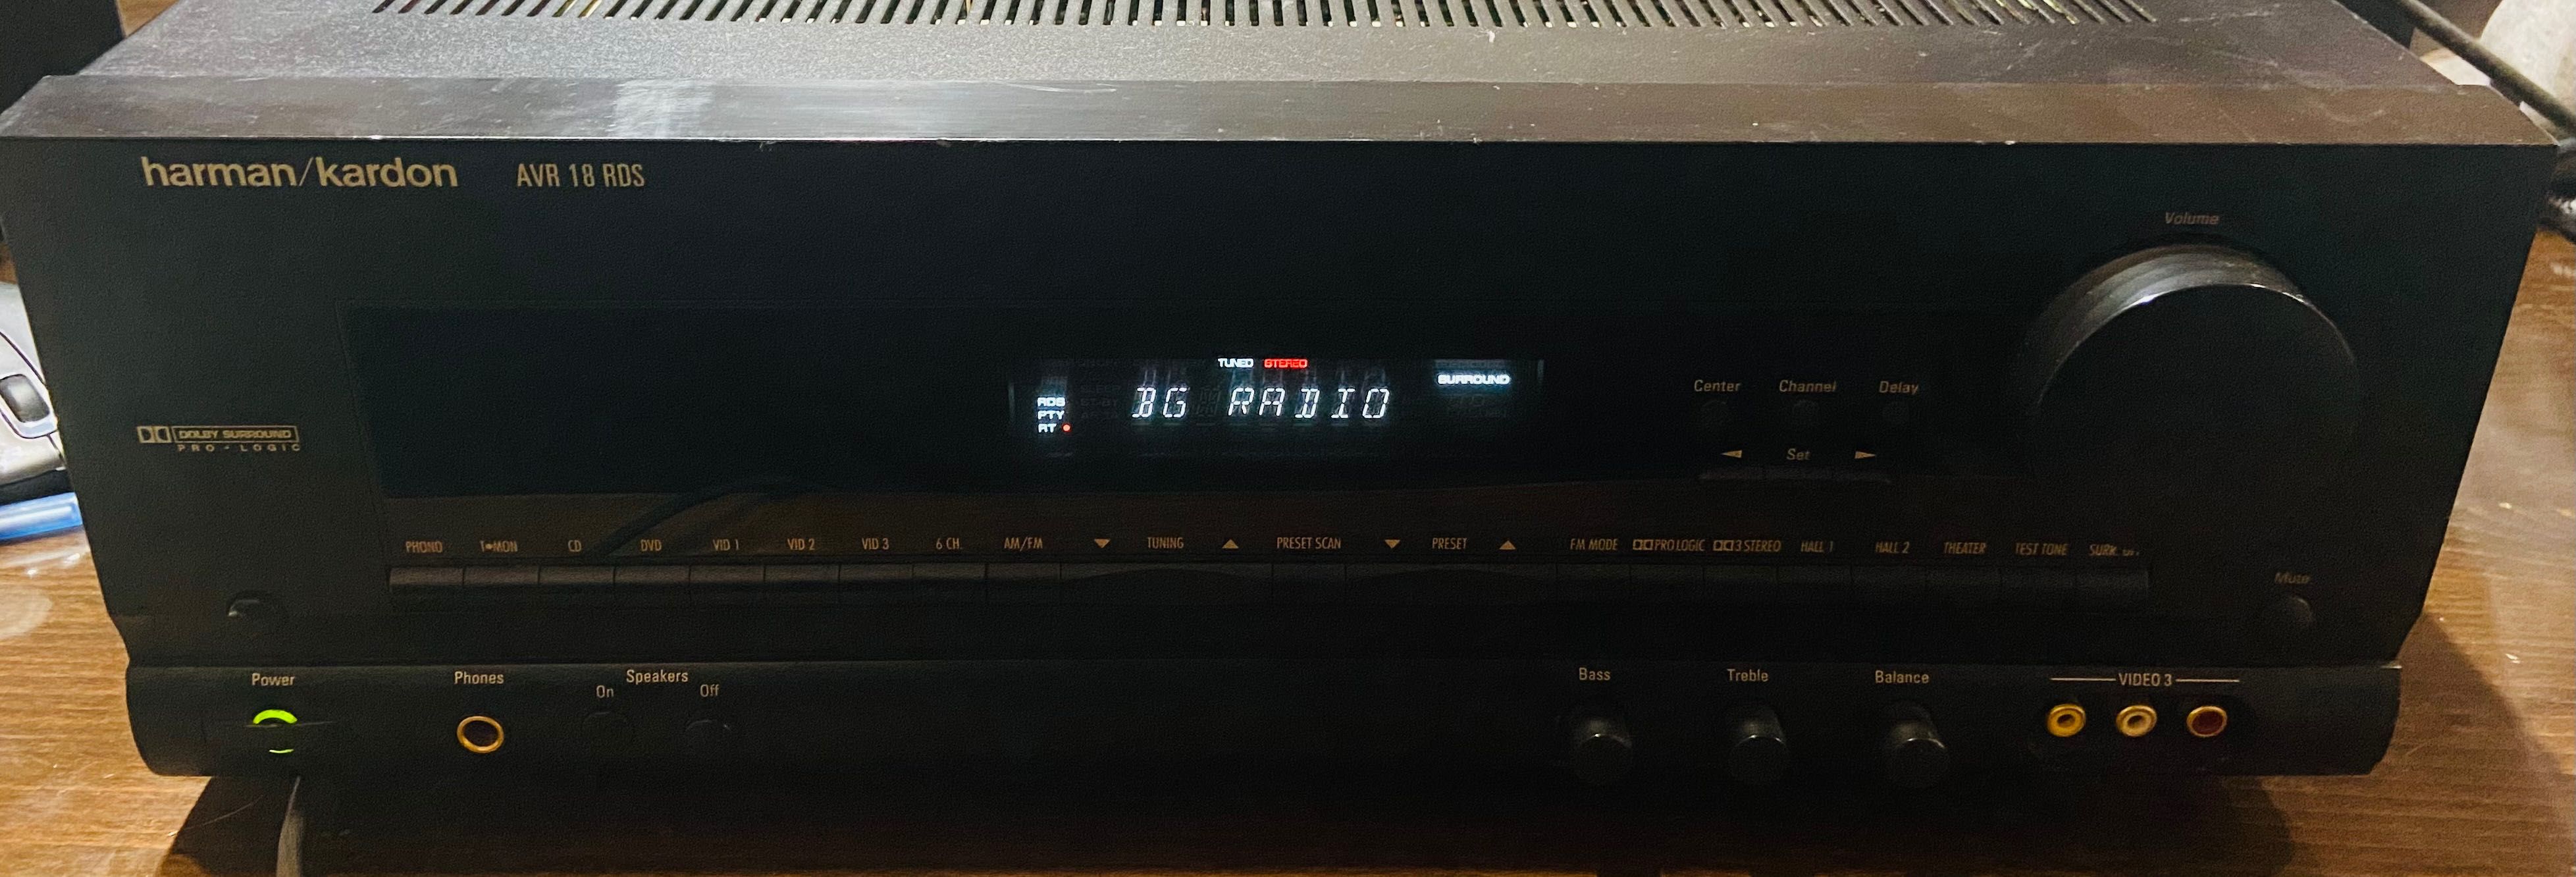 harman/kardon AVR 18 RDS
Volume
TUNED STEREO
SURROUND
Center Channel Delay
RDS
BG RADIO
PTY
RT
DOLBY SURROUND
PRO·LOGIC
◄ Set ►
PHONO T•MON CD DVD VID 1 VID 2 VID 3 6 CH. AM/FM ▼ TUNING ▲ PRESET SCAN ▼ PRESET ▲ FM MODE PRO LOGIC 3 STEREO HALL 1 HALL 2 THEATER TEST TONE SURR.
Mute
Power Phones Speakers Bass Treble Balance VIDEO 3
On Off